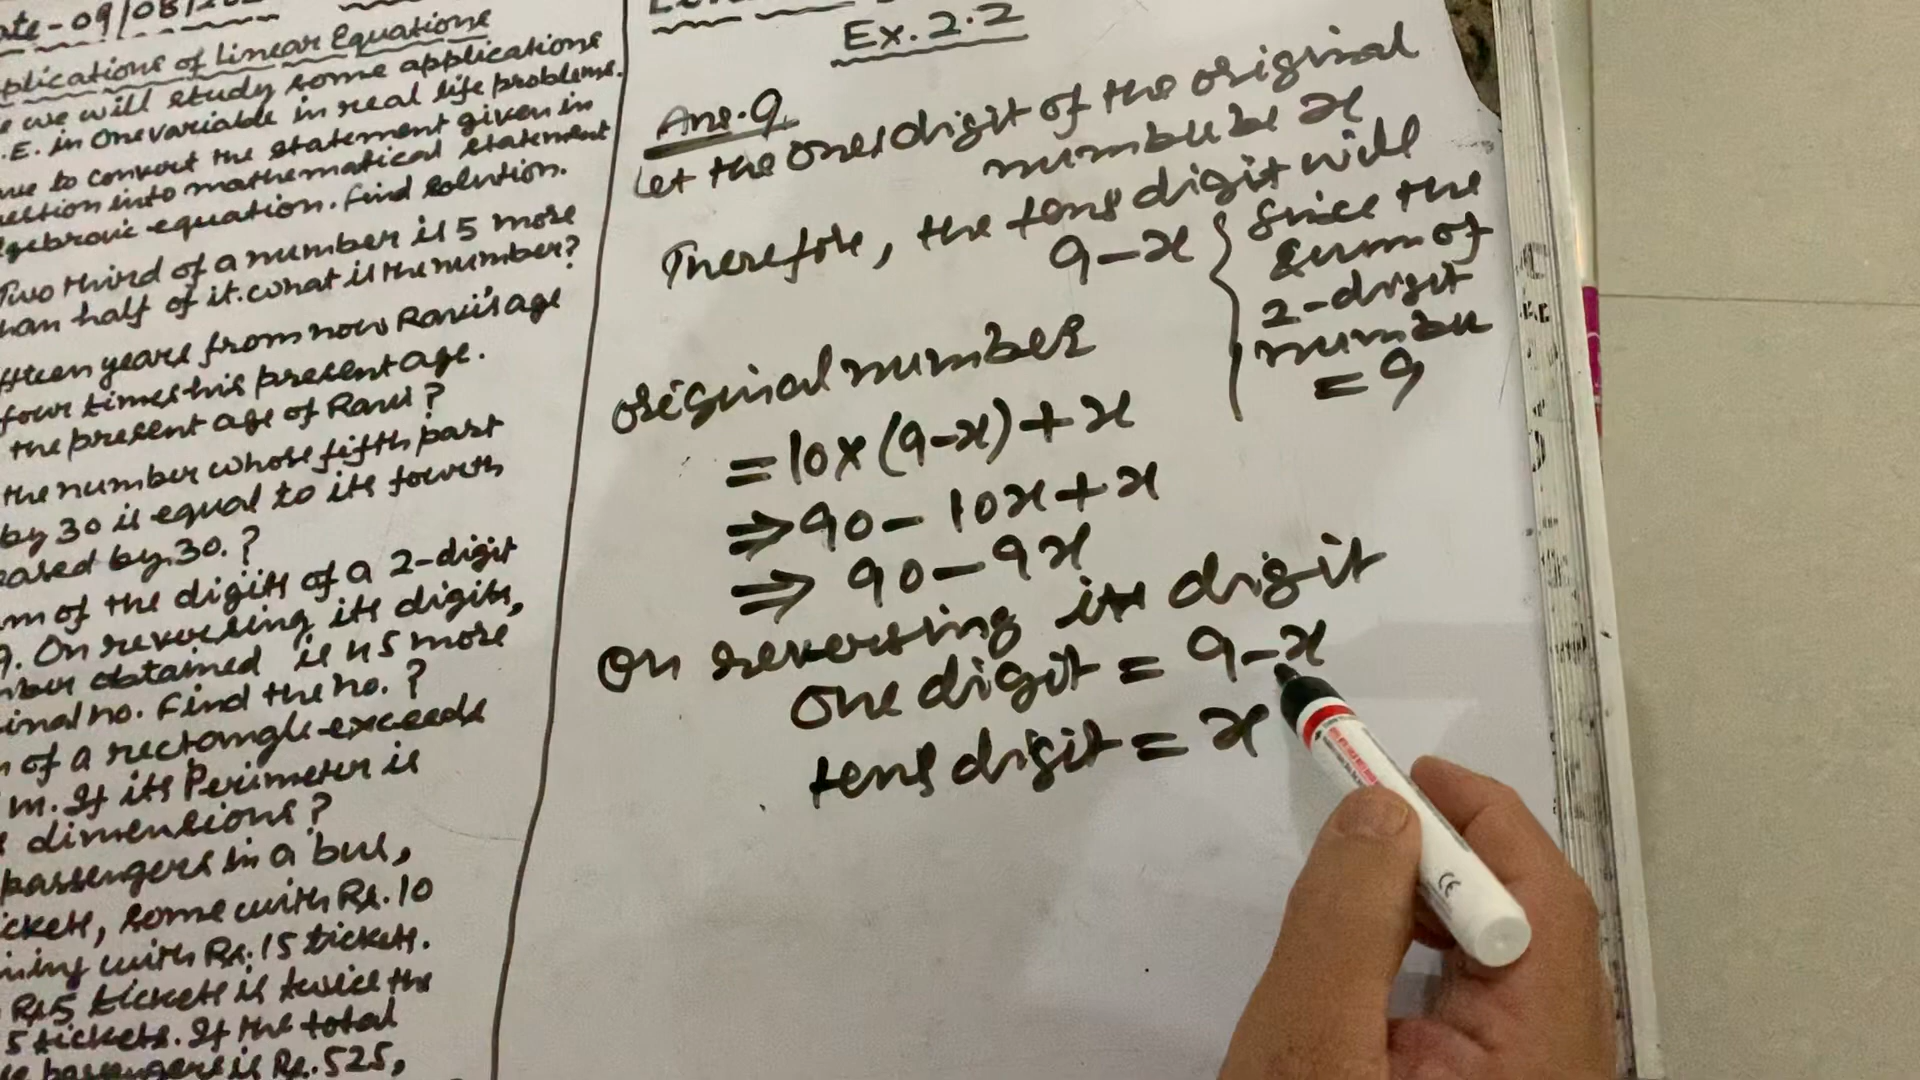 Date-09/08/
Applications of Linear Equations
we will study some applications
E. in one variable in real life problems.
to convert the statement given in
into mathematical statement
algebraic equation. Find solution.
Two third of a number is 5 more
than half of it. What is the number?
years from now Ravi's age
four times his present age.
the present age of Ravi?
the number whose fifth part
by 30 is equal to its fourth
by 30.?
of the digits of a 2-digit
9. On reversing its digits,
obtained is 45 more
no. Find the no.?
of a rectangle exceeds
m. If its Perimeter is
dimensions?
passengers in a bus,
some with Rs. 10
with Rs. 15 tickets.
Rs5 tickets is twice the
5 tickets. If the total
passengers is Rs. 525,
Ex. 2.2
Ans. 9
Let the ones digit of the original
number be x
Therefore, the tens digit will
9-x { Since the
sum of
2-digit
number
= 9
original number
= 10x(9-x)+x
⇒ 90-10x+x
⇒ 90-9x
On reversing its digit
One digit = 9-x
tens digit = x